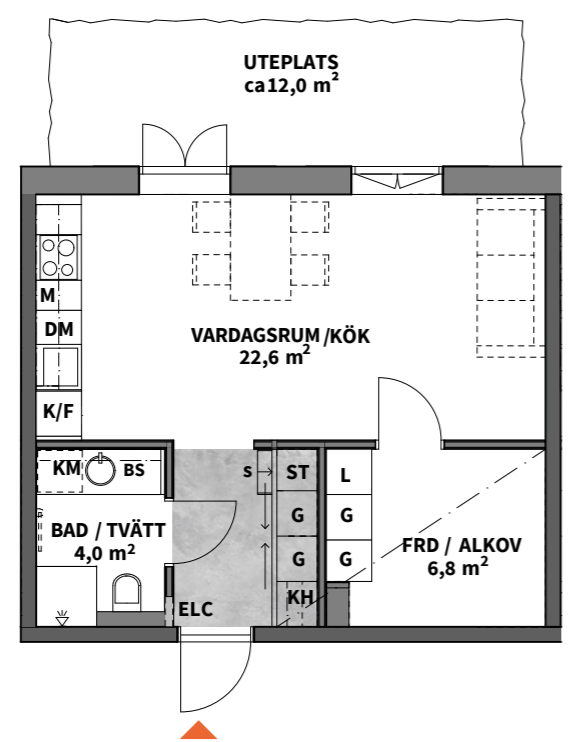 UTEPLATS
ca12,0 m²
M
DM
VARDAGSRUM/KÖK
22,6 m²
K/F
KM
BS
S
ST
L
G
G
BAD / TVÄTT
4,0 m²
G
G
FRD / ALKOV
6,8 m²
KH
ELC